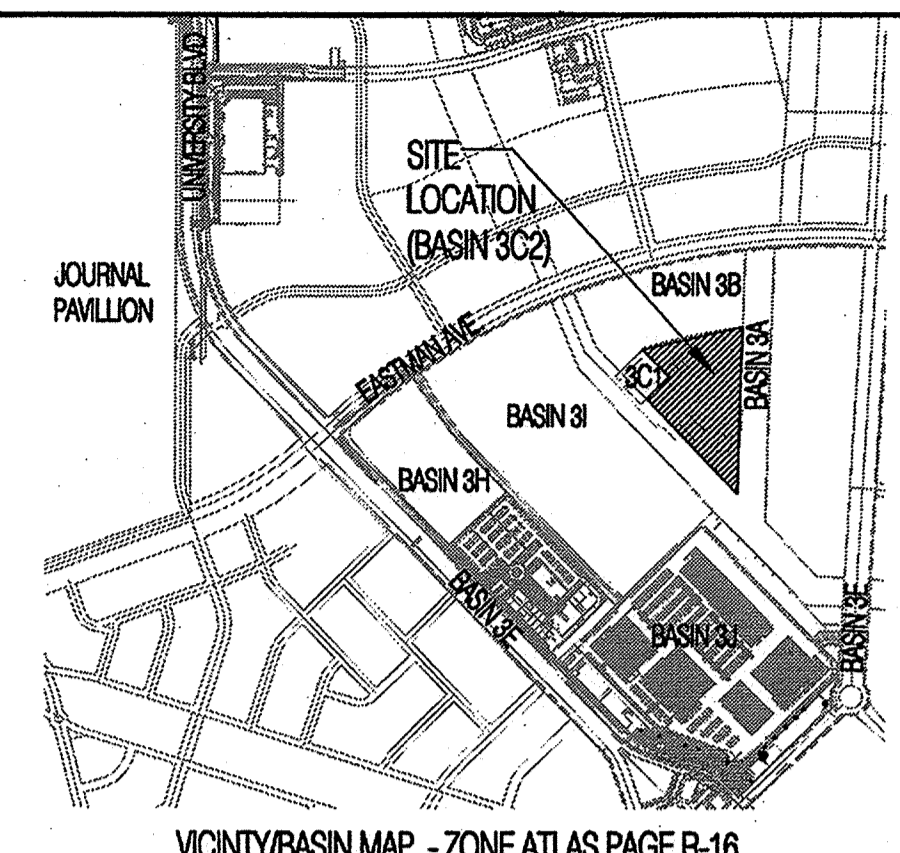 UNIVERSITY BLVD
SITE
LOCATION
(BASIN 3C2)
JOURNAL
PAVILLION
BASIN 3B
EASTMAN AVE
3C1
BASIN 3A
BASIN 3I
BASIN 3H
BASIN 3F
BASIN 3J
BASIN 3E
VICINTY/BASIN MAP - ZONE ATLAS PAGE R-16